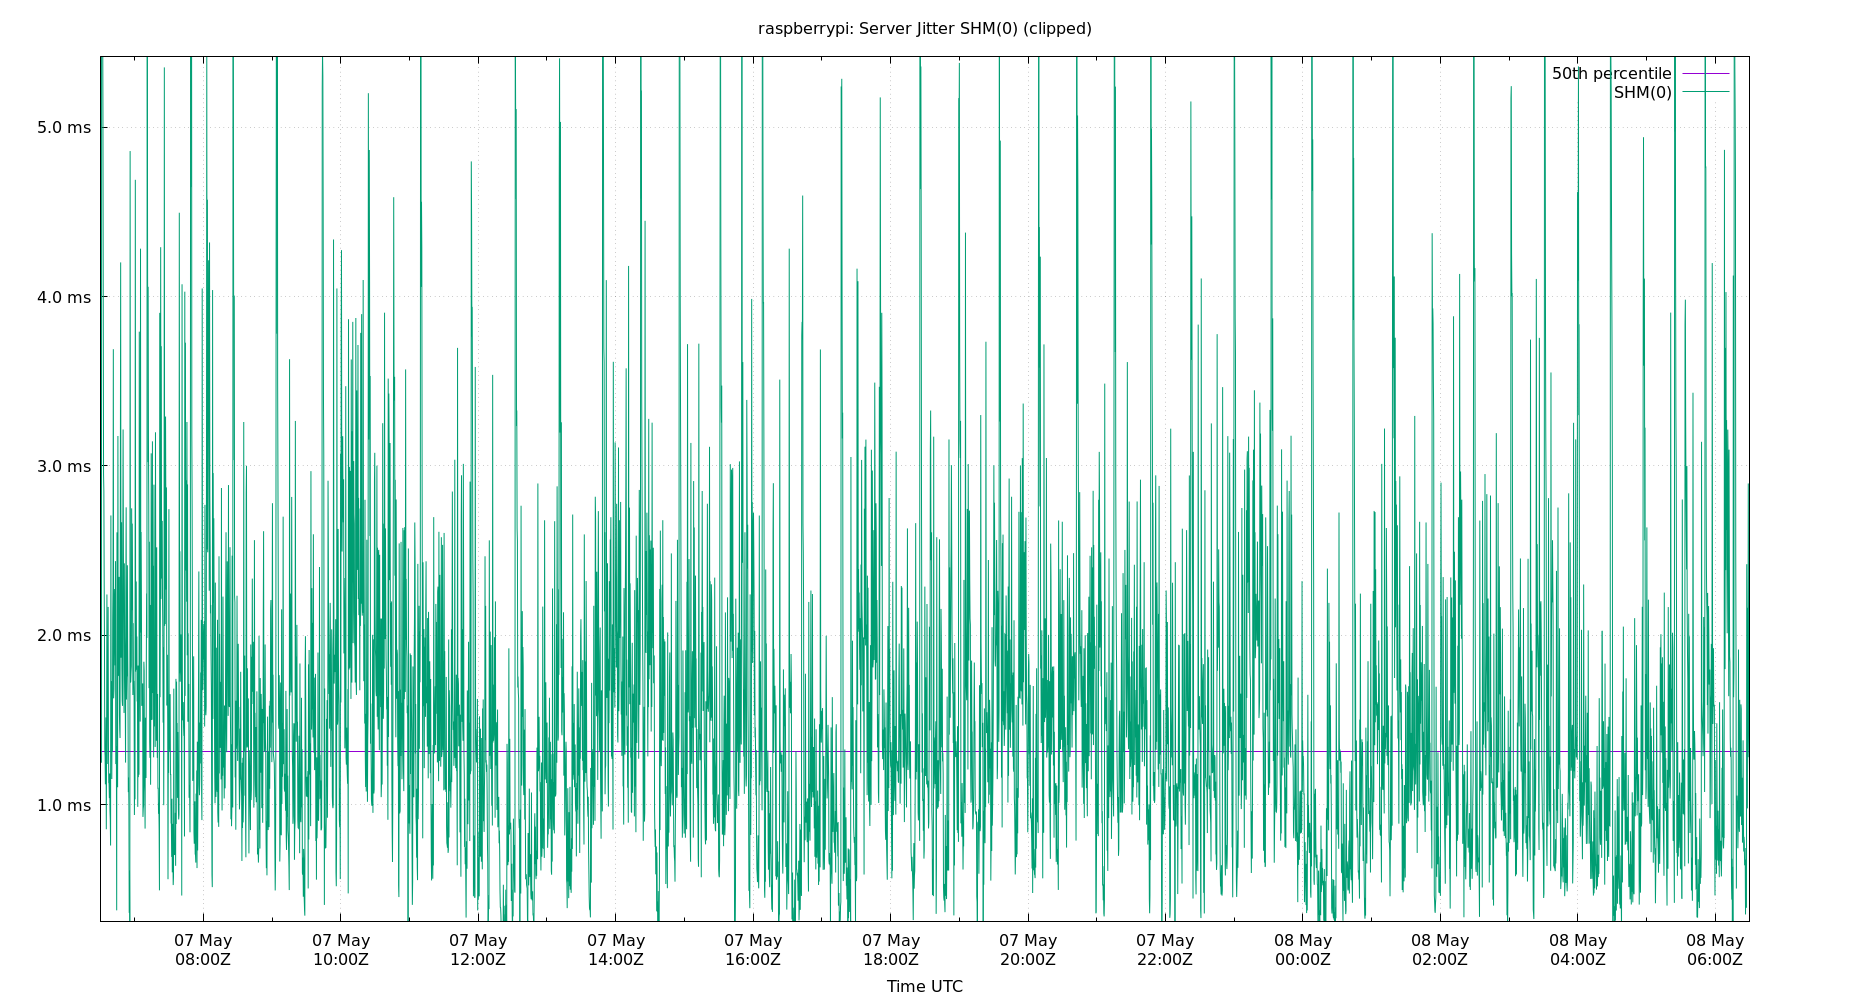 raspberrypi: Server Jitter SHM(0) (clipped)
50th percentile
SHM(0)
5.0 ms
4.0 ms
3.0 ms
2.0 ms
1.0 ms
07 May 07 May 07 May 07 May 07 May 07 May 07 May 07 May 08 May 08 May 08 May 08 May
08:00Z 10:00Z 12:00Z 14:00Z 16:00Z 18:00Z 20:00Z 22:00Z 00:00Z 02:00Z 04:00Z 06:00Z
Time UTC